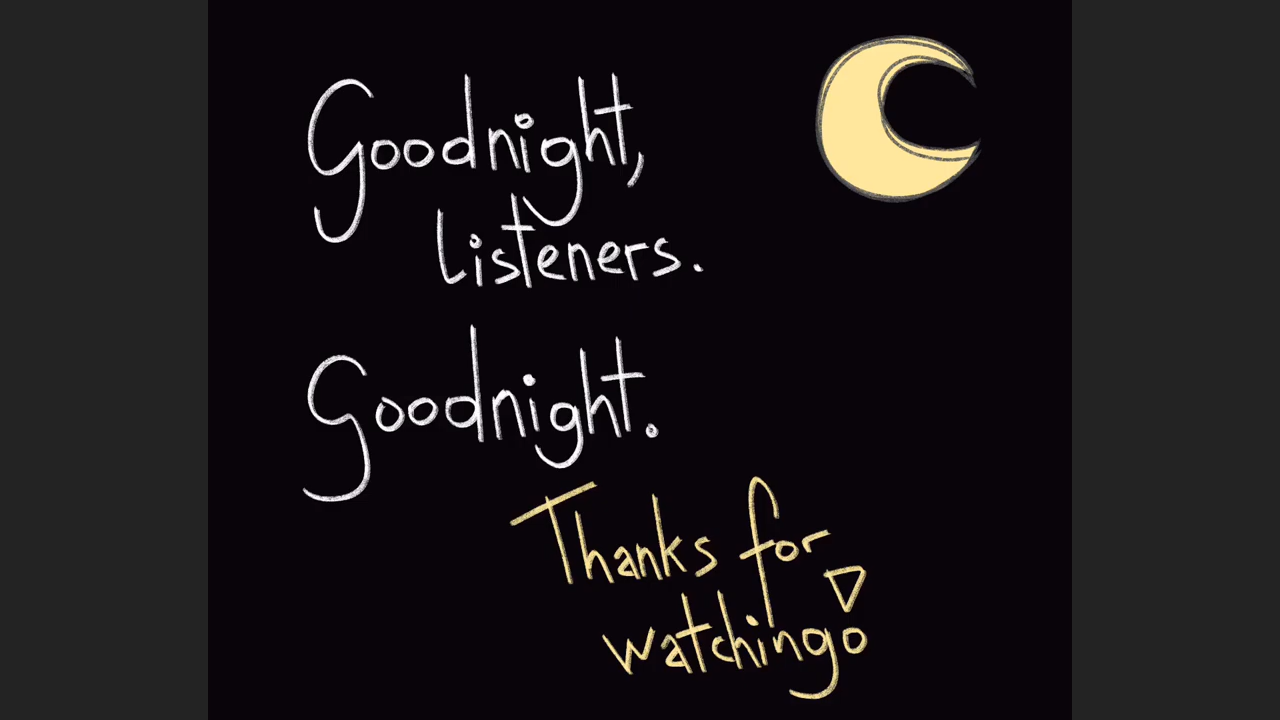 Goodnight,
listeners.
Goodnight.
Thanks for
watching!